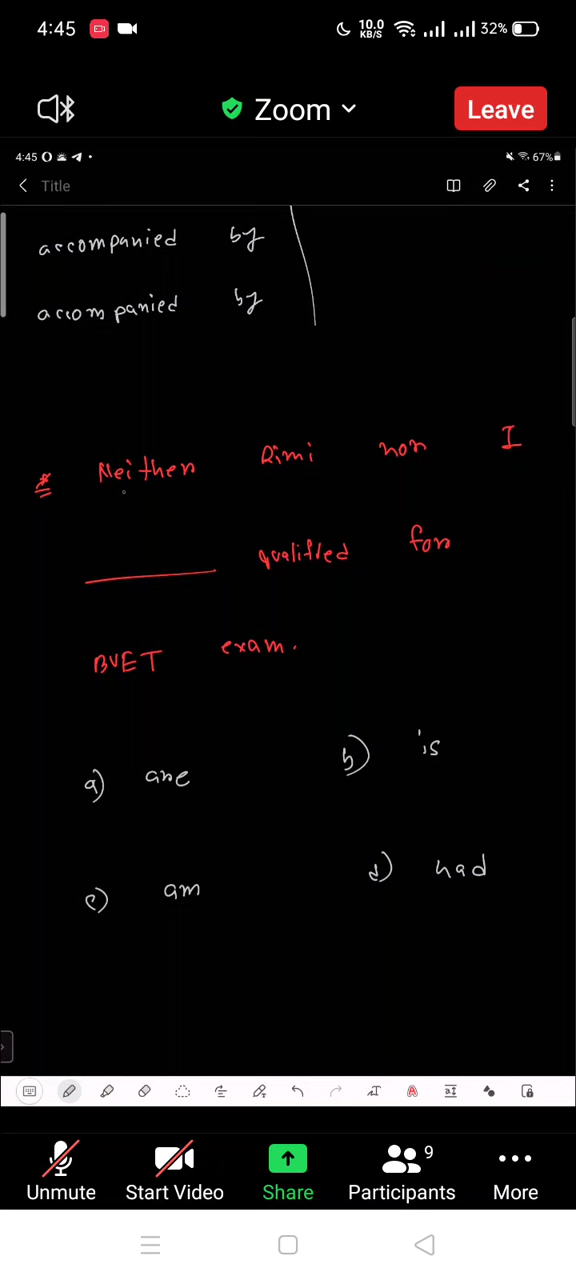 4:45 10.0 KB/S 32%
Zoom Leave
4:45 67%
Title
accompanied by
accompanied by
* Neither Rimi nor I
qualified for
BUET exam.
a) are b) is
c) am d) had
9
Unmute Start Video Share Participants More